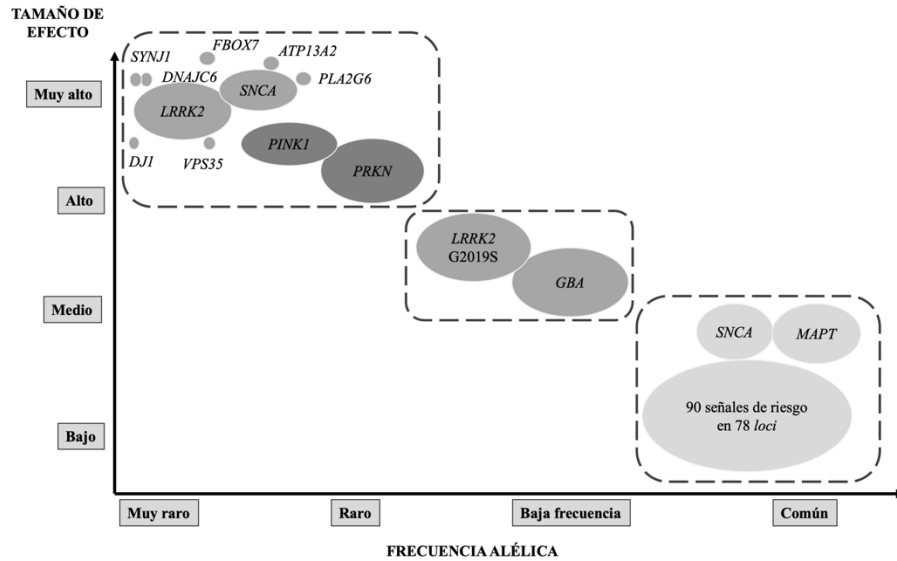 TAMAÑO DE
EFECTO
SYNJ1
FBOX7
ATP13A2
DNAJC6
SNCA
PLA2G6
Muy alto
LRRK2
DJ1
VPS35
PINK1
PRKN
Alto
LRRK2
G2019S
GBA
Medio
SNCA
MAPT
90 señales de riesgo
en 78 loci
Bajo
Muy raro
Raro
Baja frecuencia
Común
FRECUENCIA ALÉLICA